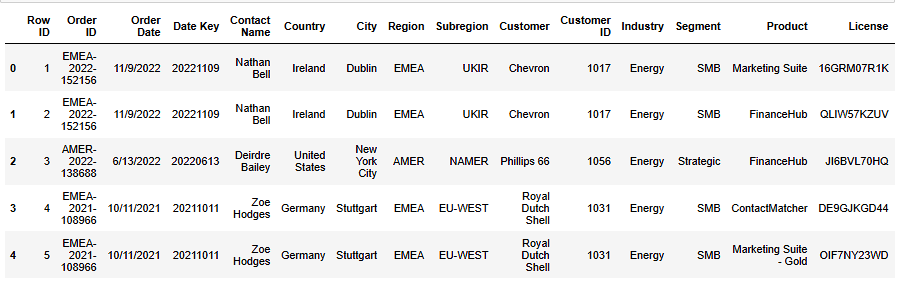 Row ID Order ID Order Date Date Key Contact Name Country City Region Subregion Customer Customer ID Industry Segment Product License
0 1 EMEA-2022-152156 11/9/2022 20221109 Nathan Bell Ireland Dublin EMEA UKIR Chevron 1017 Energy SMB Marketing Suite 16GRM07R1K
1 2 EMEA-2022-152156 11/9/2022 20221109 Nathan Bell Ireland Dublin EMEA UKIR Chevron 1017 Energy SMB FinanceHub QLIW57KZUV
2 3 AMER-2022-138688 6/13/2022 20220613 Deirdre Bailey United States New York City AMER NAMER Phillips 66 1056 Energy Strategic FinanceHub JI6BVL70HQ
3 4 EMEA-2021-108966 10/11/2021 20211011 Zoe Hodges Germany Stuttgart EMEA EU-WEST Royal Dutch Shell 1031 Energy SMB ContactMatcher DE9GJKGD44
4 5 EMEA-2021-108966 10/11/2021 20211011 Zoe Hodges Germany Stuttgart EMEA EU-WEST Royal Dutch Shell 1031 Energy SMB Marketing Suite - Gold OIF7NY23WD